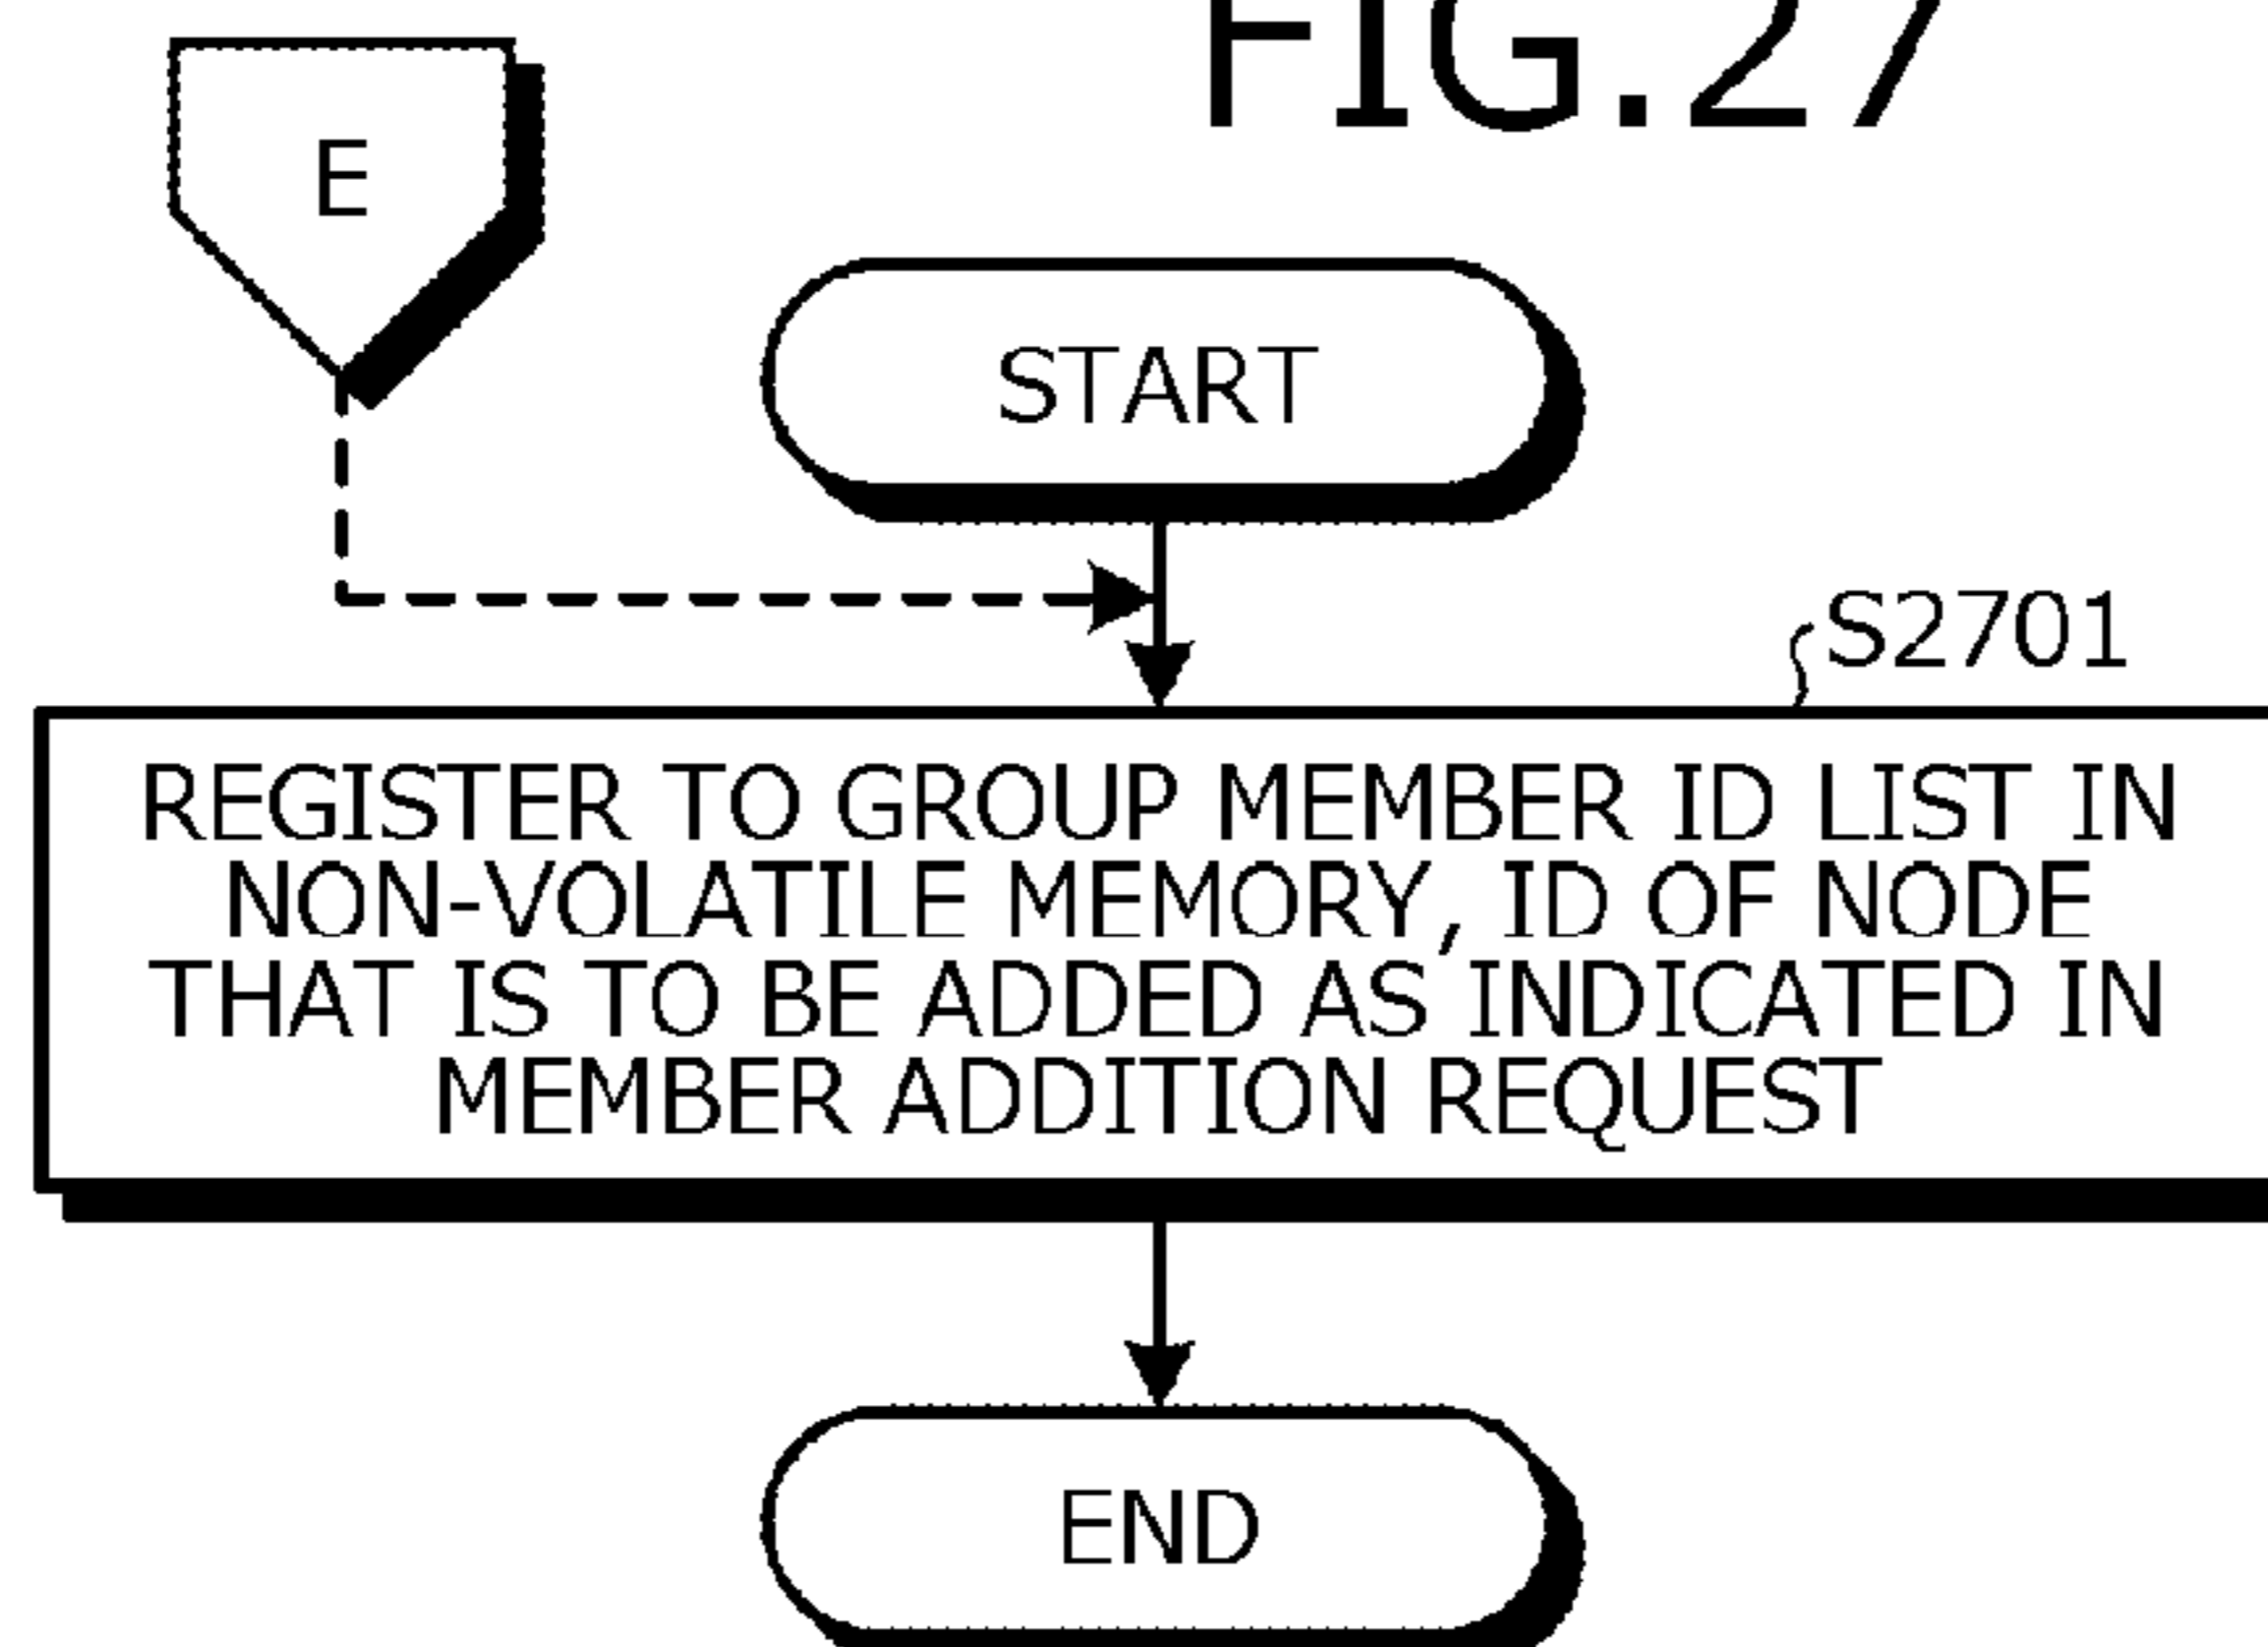 FIG.27
E
START
S2701
REGISTER TO GROUP MEMBER ID LIST IN
NON-VOLATILE MEMORY, ID OF NODE
THAT IS TO BE ADDED AS INDICATED IN
MEMBER ADDITION REQUEST
END